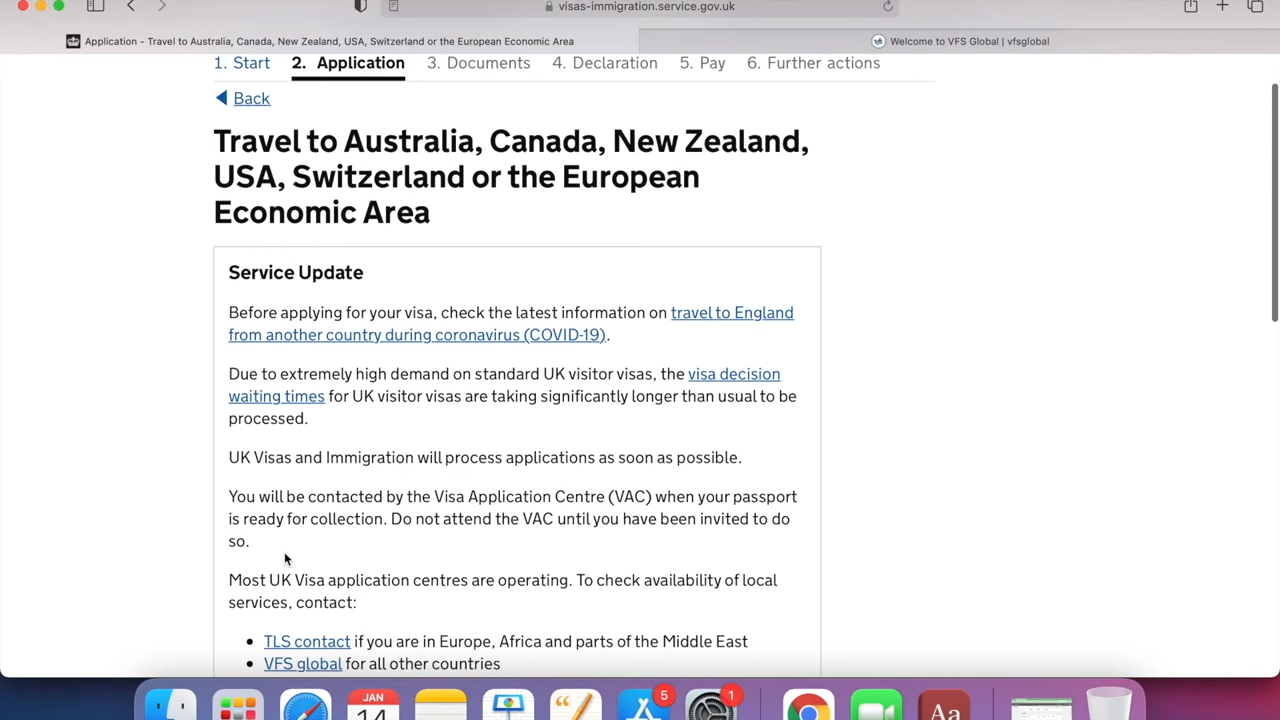 visas-immigration.service.gov.uk
Application - Travel to Australia, Canada, New Zealand, USA, Switzerland or the European Economic Area
Welcome to VFS Global | vfsglobal
1. Start 2. Application 3. Documents 4. Declaration 5. Pay 6. Further actions
Back
Travel to Australia, Canada, New Zealand,
USA, Switzerland or the European
Economic Area
Service Update
Before applying for your visa, check the latest information on travel to England
from another country during coronavirus (COVID-19).
Due to extremely high demand on standard UK visitor visas, the visa decision
waiting times for UK visitor visas are taking significantly longer than usual to be
processed.
UK Visas and Immigration will process applications as soon as possible.
You will be contacted by the Visa Application Centre (VAC) when your passport
is ready for collection. Do not attend the VAC until you have been invited to do
so.
Most UK Visa application centres are operating. To check availability of local
services, contact:
• TLS contact if you are in Europe, Africa and parts of the Middle East
• VFS global for all other countries
JAN
14
5
1
Aa